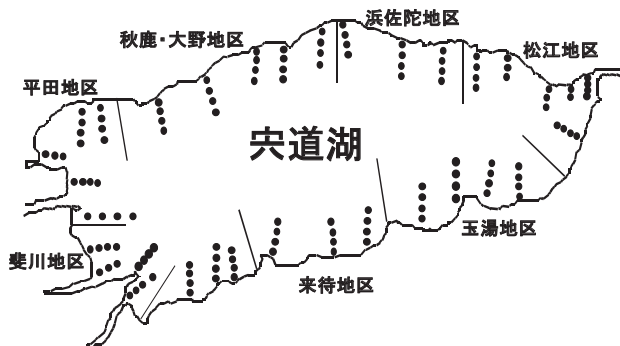 浜佐陀地区
秋鹿・大野地区
松江地区
平田地区
宍道湖
玉湯地区
斐川地区
来待地区